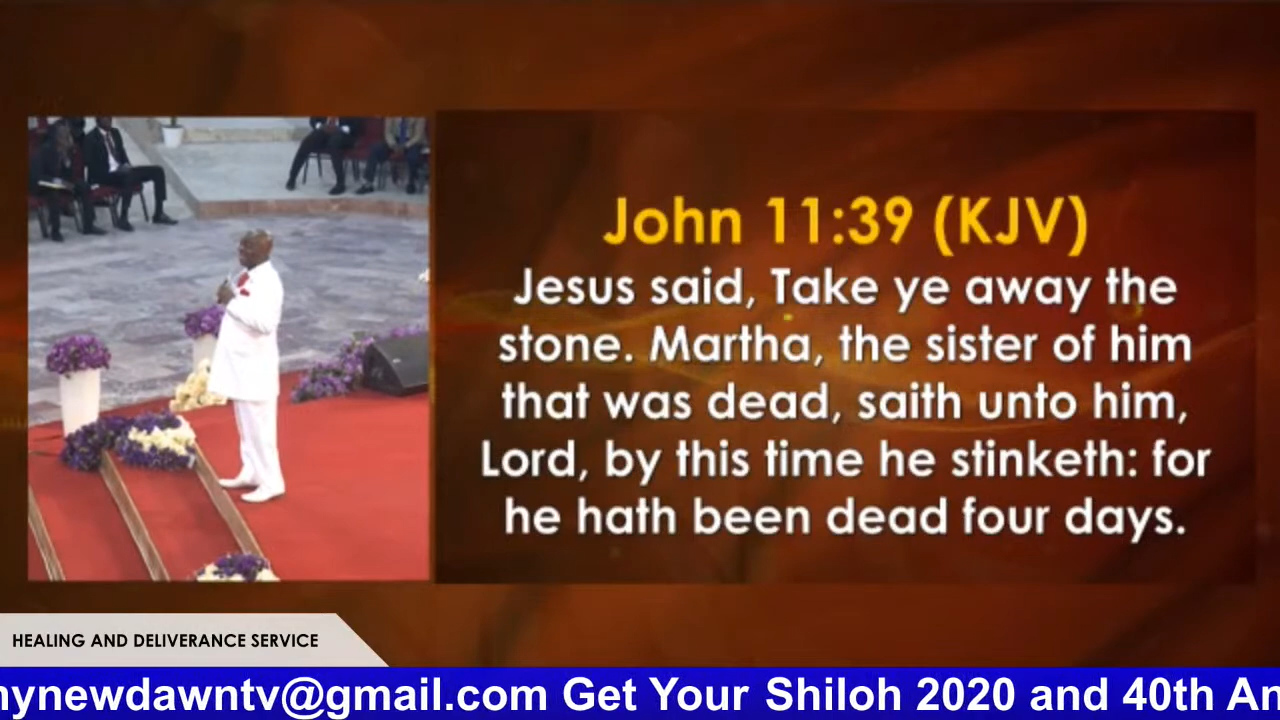 John 11:39 (KJV)
Jesus said, Take ye away the
stone. Martha, the sister of him
that was dead, saith unto him,
Lord, by this time he stinketh: for
he hath been dead four days.
HEALING AND DELIVERANCE SERVICE
mynewdawntv@gmail.com Get Your Shiloh 2020 and 40th An